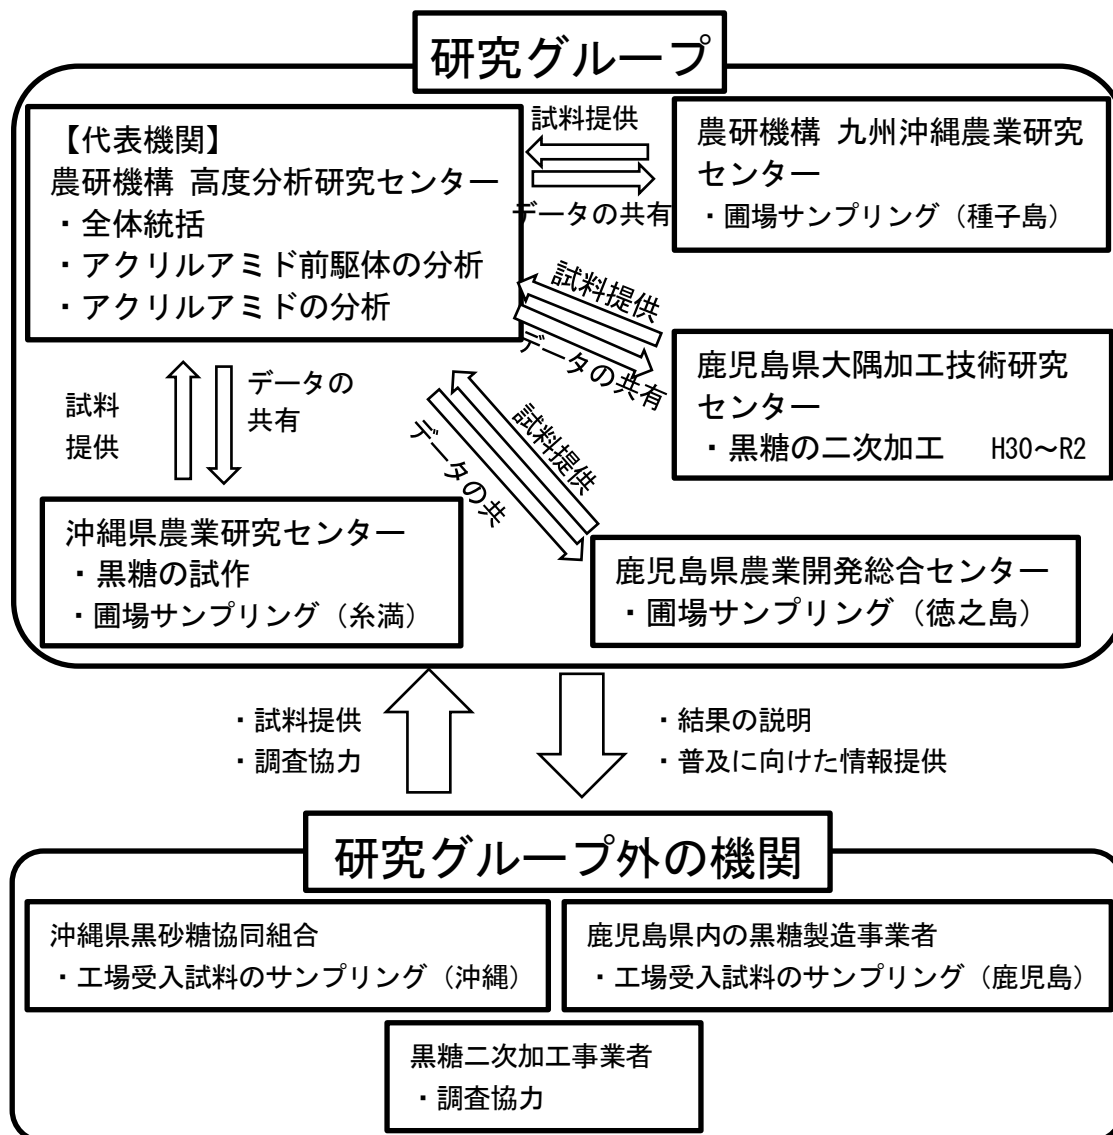 研究グループ
【代表機関】
農研機構 高度分析研究センター
・全体統括
・アクリルアミド前駆体の分析
・アクリルアミドの分析
試料提供
データの共有
農研機構 九州沖縄農業研究
センター
・圃場サンプリング（種子島）
試料提供
データの共有
鹿児島県大隅加工技術研究
センター
・黒糖の二次加工 H30～R2
試料
提供
データの
共有
試料提供
データの共
沖縄県農業研究センター
・黒糖の試作
・圃場サンプリング（糸満）
鹿児島県農業開発総合センター
・圃場サンプリング（徳之島）
・試料提供
・調査協力
・結果の説明
・普及に向けた情報提供
研究グループ外の機関
沖縄県黒砂糖協同組合
・工場受入試料のサンプリング（沖縄）
鹿児島県内の黒糖製造事業者
・工場受入試料のサンプリング（鹿児島）
黒糖二次加工事業者
・調査協力